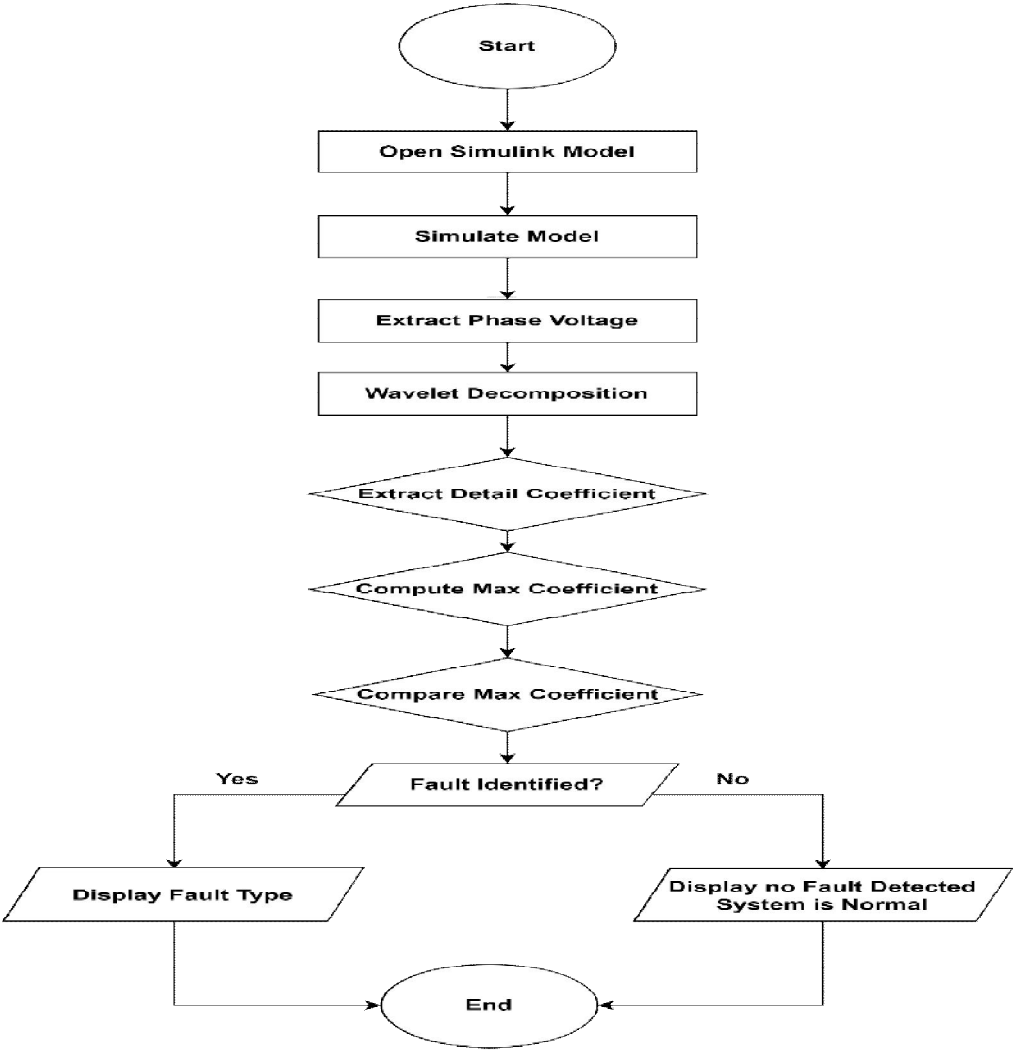 Start
Open Simulink Model
Simulate Model
Extract Phase Voltage
Wavelet Decomposition
Extract Detail Coefficient
Compute Max Coefficient
Compare Max Coefficient
Yes
Fault Identified?
No
Display Fault Type
Display no Fault Detected
System is Normal
End